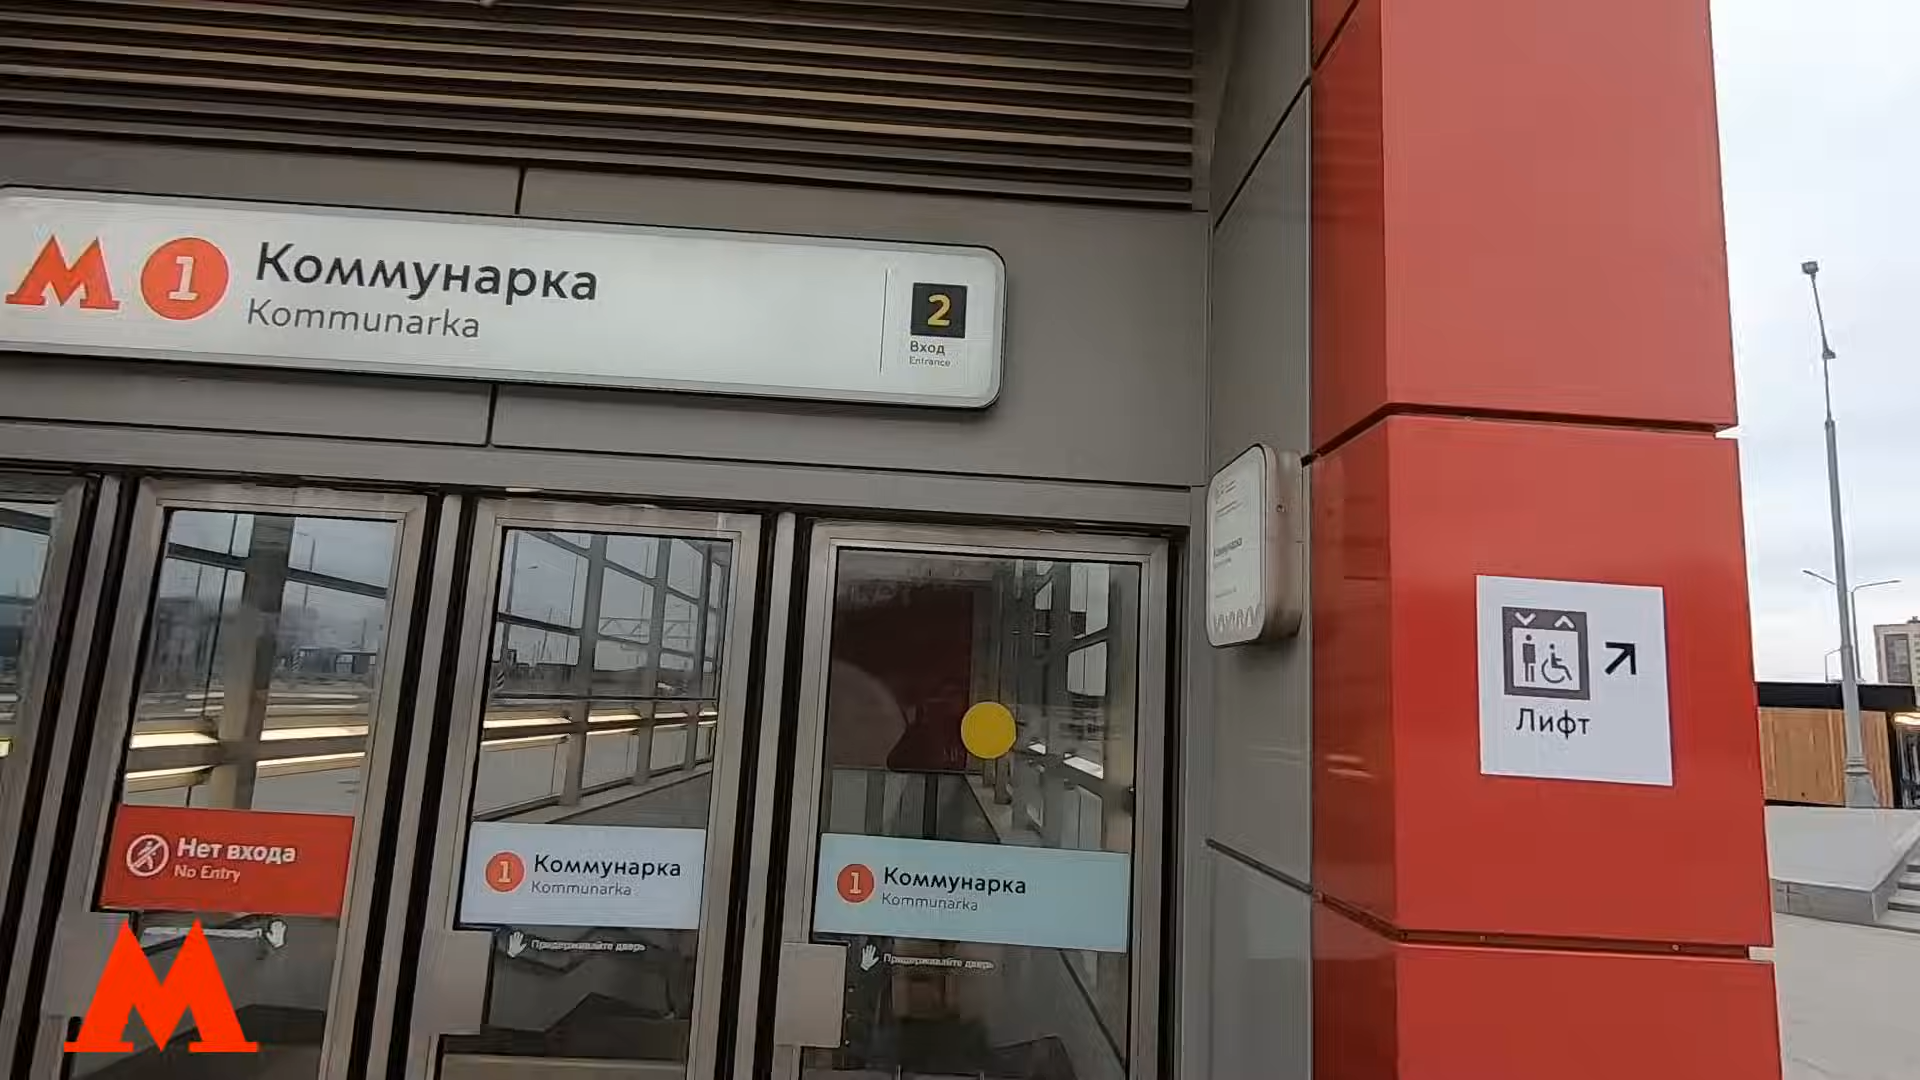 М 1 Коммунарка
Kommunarka
2
Вход
Entrance
Лифт
Нет входа
No Entry
1 Коммунарка
Kommunarka
Придерживайте дверь
1 Коммунарка
Kommunarka
Придерживайте дверь
М